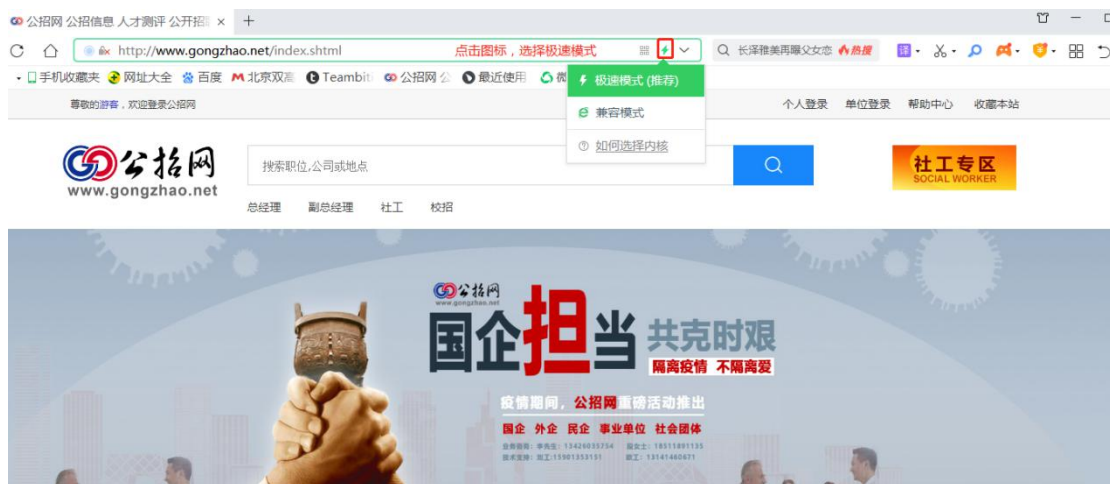 公招网 公招信息 人才测评 公开招 ×
http://www.gongzhao.net/index.shtml 点击图标，选择极速模式
长泽雅美再曝父女恋 热搜
手机收藏夹 网址大全 百度 北京双高 Teambiti 公招网 公 最近使用 微
极速模式 (推荐)
兼容模式
如何选择内核
尊敬的游客，欢迎登录公招网
个人登录 单位登录 帮助中心 收藏本站
公招网
www.gongzhao.net
搜索职位,公司或地点
社工专区
SOCIAL WORKER
总经理 副总经理 社工 校招
公招网
www.gongzhao.net
国企担当 共克时艰
隔离疫情 不隔离爱
疫情期间，公招网重磅活动推出
国企 外企 民企 事业单位 社会团体